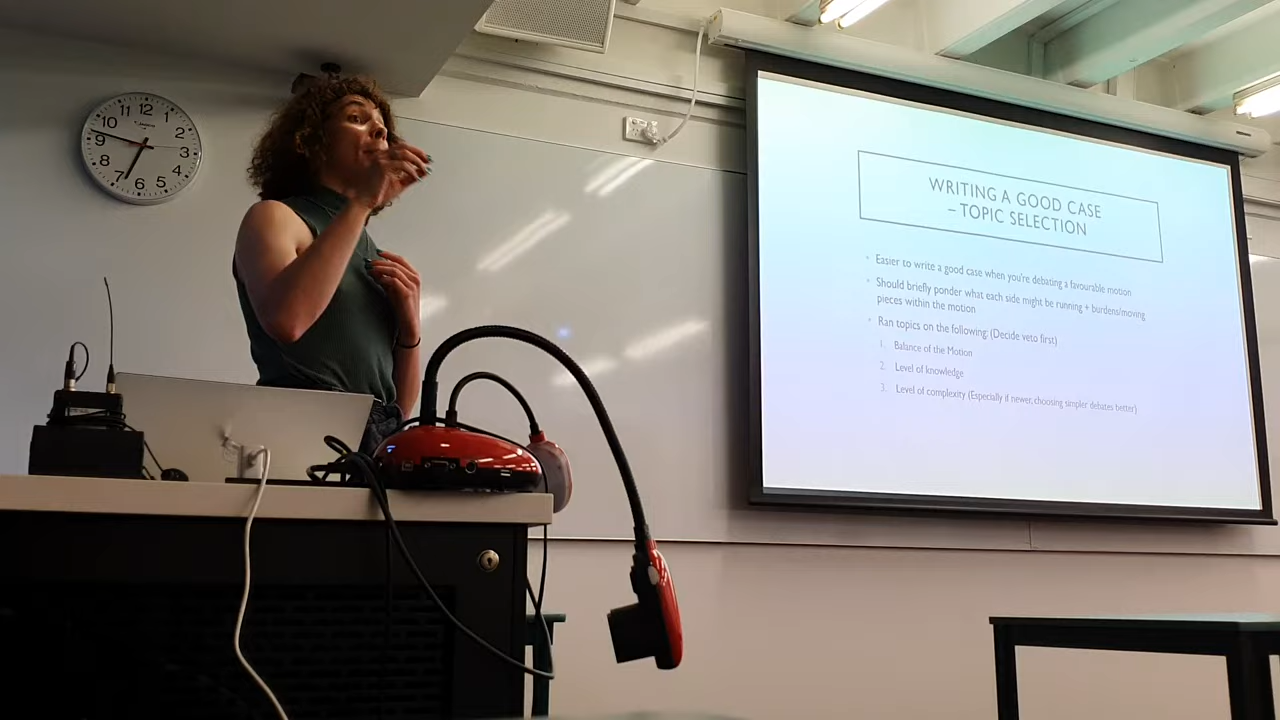 WRITING A GOOD CASE
– TOPIC SELECTION
Easier to write a good case when you're debating a favourable motion
Should briefly ponder what each side might be running + burdens/moving
pieces within the motion
Ran topics on the following: (Decide veto first)
1. Balance of the Motion
2. Level of knowledge
3. Level of complexity (Especially if newer, choosing simpler debates better)
12
1
2
3
4
5
6
7
8
9
10
11